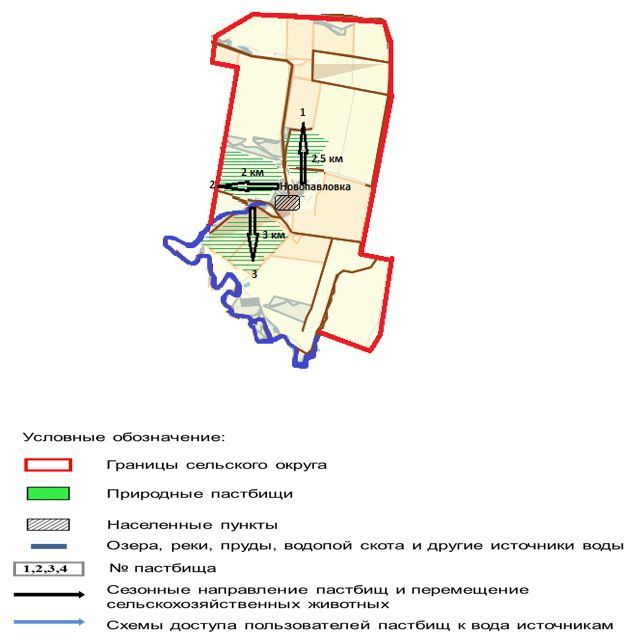 1
2,5 км
2 км
2
Новопавловка
3 км
3
Условные обозначение:
Границы сельского округа
Природные пастбищи
Населенные пункты
Озера, реки, пруды, водопой скота и другие источники воды
1,2,3,4 № пастбища
Сезонные направление пастбищ и перемещение
сельскохозяйственных животных
Схемы доступа пользователей пастбищ к вода источникам